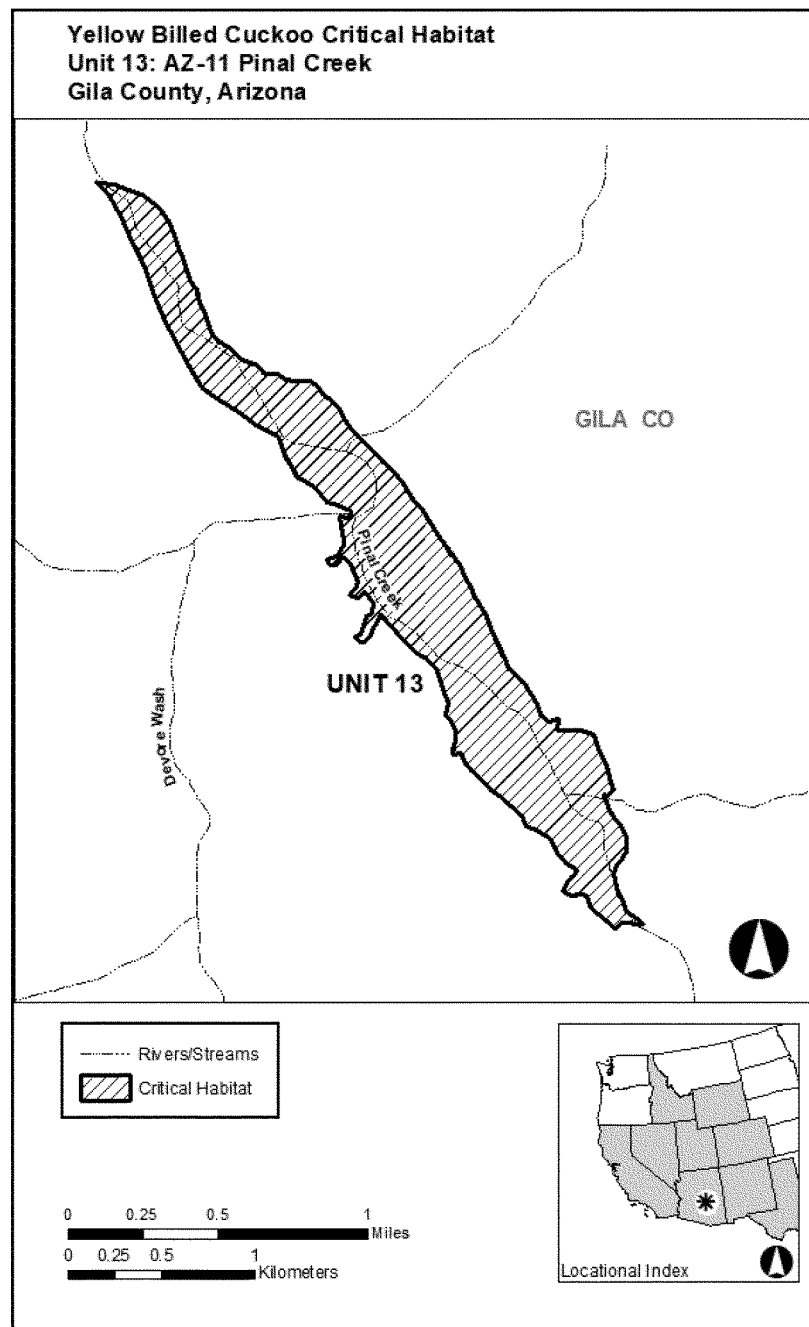 Yellow Billed Cuckoo Critical Habitat
Unit 13: AZ-11 Pinal Creek
Gila County, Arizona
GILA CO
Pinal Creek
UNIT 13
Devore Wash
Rivers/Streams
Critical Habitat
0 0.25 0.5 1
Miles
0 0.25 0.5 1
Kilometers
Locational Index